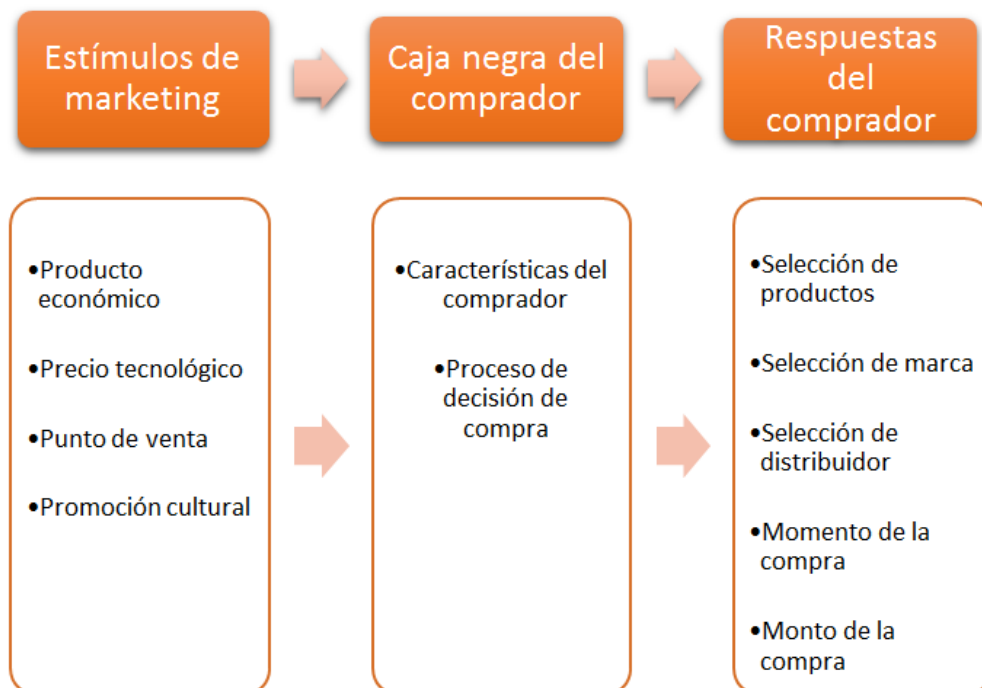 Estímulos de
marketing
Caja negra del
comprador
Respuestas
del
comprador
•Producto
económico
•Precio tecnológico
•Punto de venta
•Promoción cultural
•Características del
comprador
•Proceso de
decisión de
compra
•Selección de
productos
•Selección de marca
•Selección de
distribuidor
•Momento de la
compra
•Monto de la
compra